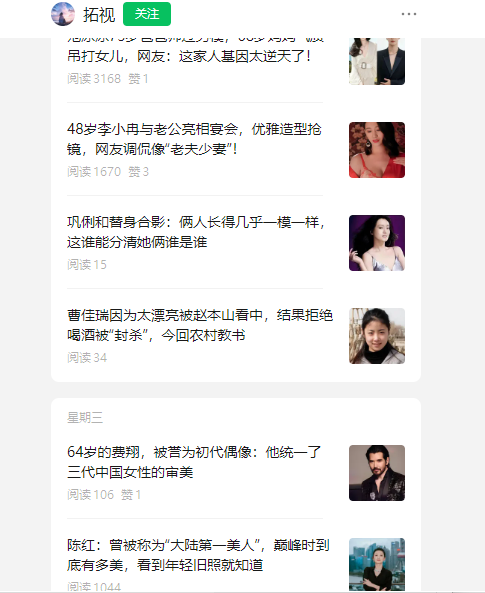 拓视
关注
吊打女儿，网友：这家人基因太逆天了！
阅读 3168 赞 1
48岁李小冉与老公亮相宴会，优雅造型抢
镜，网友调侃像“老夫少妻”！
阅读 1670 赞 3
巩俐和替身合影：俩人长得几乎一模一样，
这谁能分清她俩谁是谁
阅读 15
曹佳瑞因为太漂亮被赵本山看中，结果拒绝
喝酒被“封杀”，今回农村教书
阅读 34
星期三
64岁的费翔，被誉为初代偶像：他统一了
三代中国女性的审美
阅读 106 赞 1
陈红：曾被称为“大陆第一美人”，巅峰时到
底有多美，看到年轻旧照就知道
阅读 1044